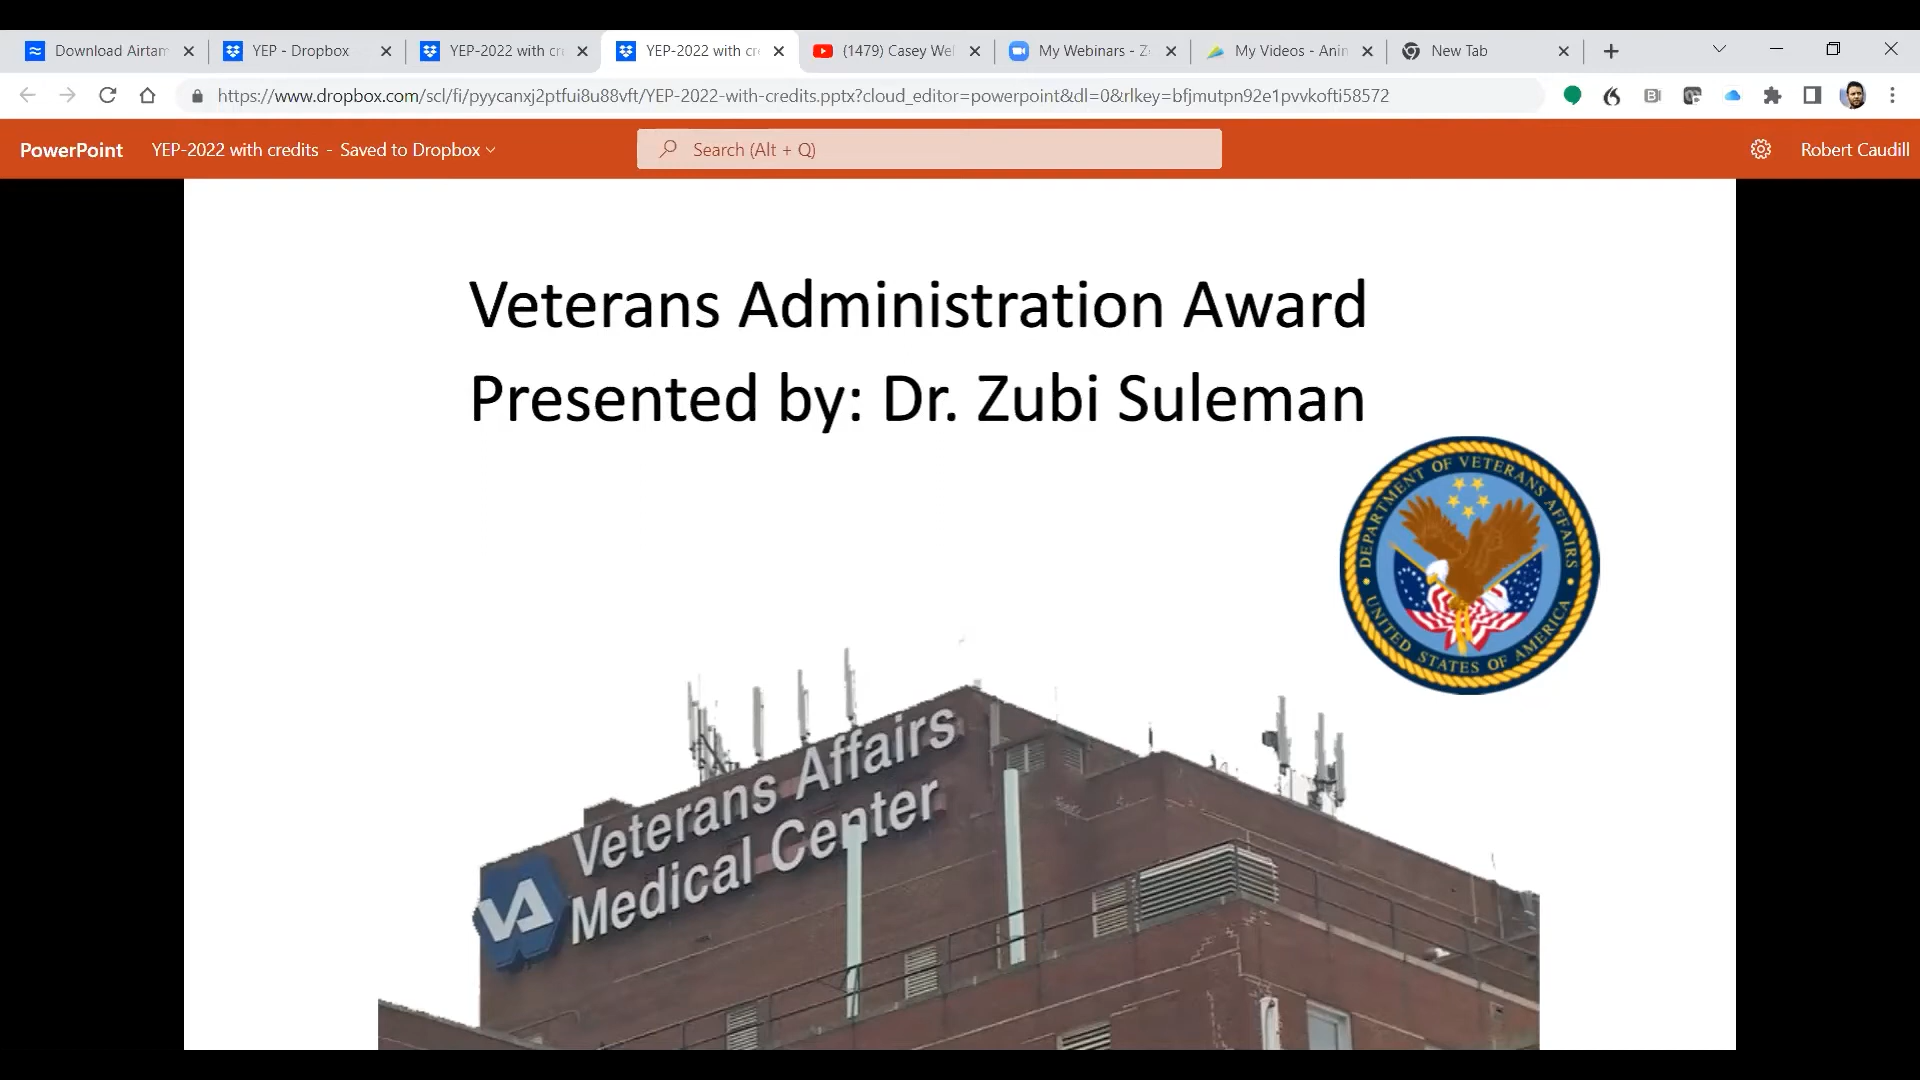 Download Airtam
YEP - Dropbox
YEP-2022 with cr
YEP-2022 with cr
(1479) Casey Wel
My Webinars - Z
My Videos - Anin
New Tab
https://www.dropbox.com/scl/fi/pyycanxj2ptfui8u88vft/YEP-2022-with-credits.pptx?cloud_editor=powerpoint&dl=0&rlkey=bfjmutpn92e1pvvkofti58572
PowerPoint
YEP-2022 with credits - Saved to Dropbox
Search (Alt + Q)
Robert Caudill
Veterans Administration Award
Presented by: Dr. Zubi Suleman
DEPARTMENT OF VETERANS AFFAIRS
UNITED STATES OF AMERICA
Veterans Affairs
Medical Center
VA